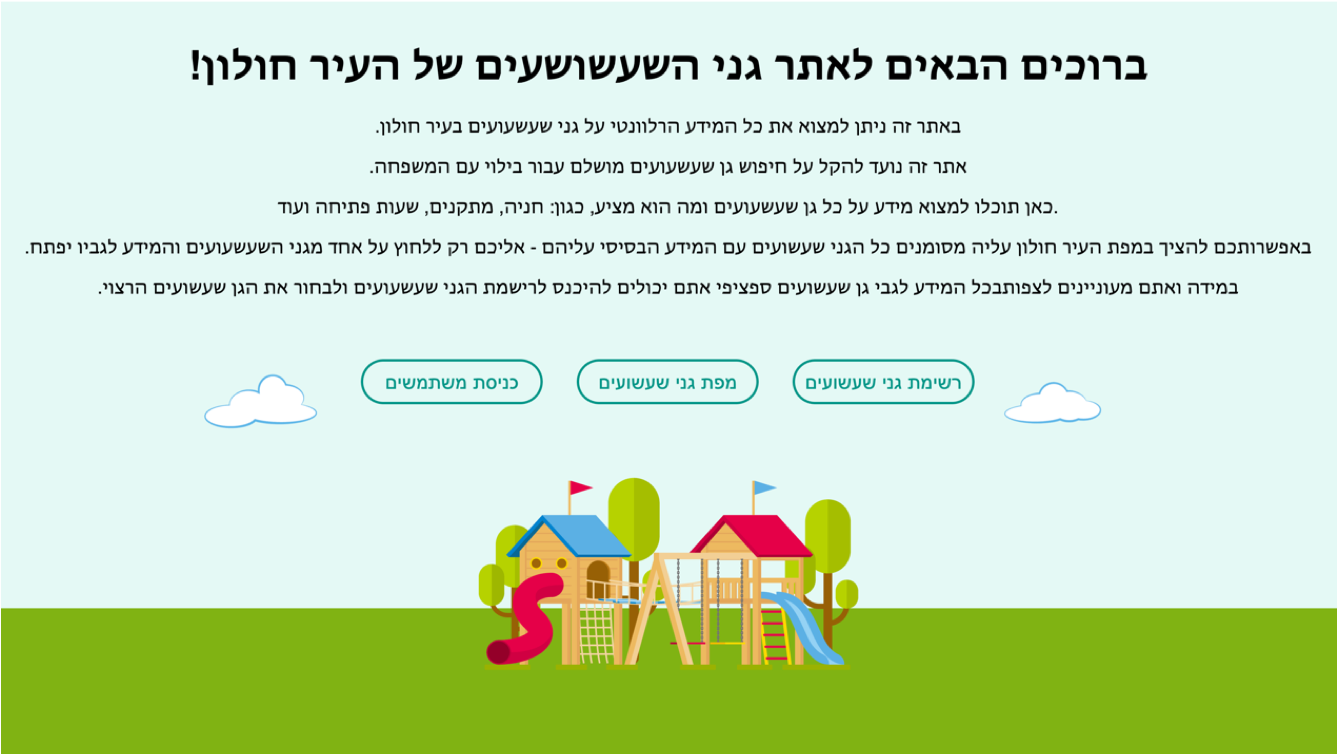 ברוכים הבאים לאתר גני השעשושעים של העיר חולון!
באתר זה ניתן למצוא את כל המידע הרלוונטי על גני שעשעועים בעיר חולון.
אתר זה נועד להקל על חיפוש גן שעשעועים מושלם עבור בילוי עם המשפחה.
.כאן תוכלו למצוא מידע על כל גן שעשעועים ומה הוא מציע, כגון: חניה, מתקנים, שעות פתיחה ועוד
באפשרותכם להציך במפת העיר חולון עליה מסומנים כל הגני שעשועים עם המידע הבסיסי עליהם - אליכם רק ללחוץ על אחד מגני השעשעועים והמידע לגביו יפתח.
במידה ואתם מעוניינים לצפותבכל המידע לגבי גן שעשועים ספציפי אתם יכולים להיכנס לרישמת הגני שעשעועים ולבחור את הגן שעשועים הרצוי.
רשימת גני שעשועים
מפת גני שעשועים
כניסת משתמשים